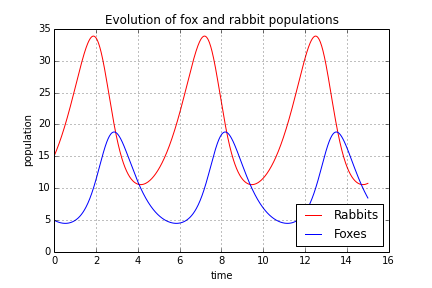 Evolution of fox and rabbit populations
35
30
25
20
15
10
5
0
population
0 2 4 6 8 10 12 14 16
time
Rabbits
Foxes